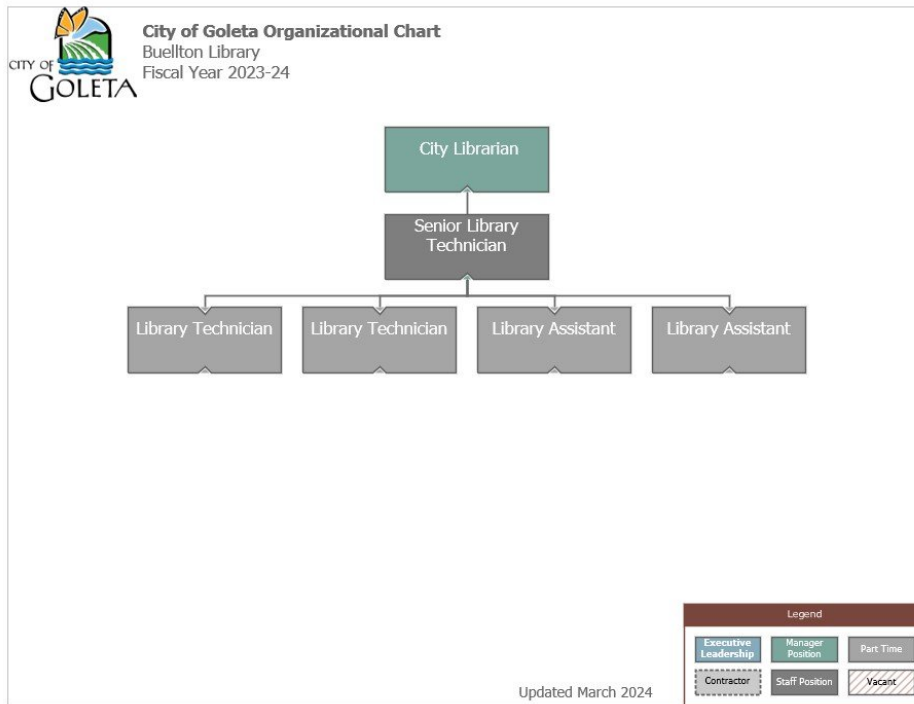 CITY OF
GOLETA
City of Goleta Organizational Chart
Buellton Library
Fiscal Year 2023-24
City Librarian
Senior Library
Technician
Library Technician
Library Technician
Library Assistant
Library Assistant
Legend
Executive
Leadership
Manager
Position
Part Time
Contractor
Staff Position
Vacant
Updated March 2024